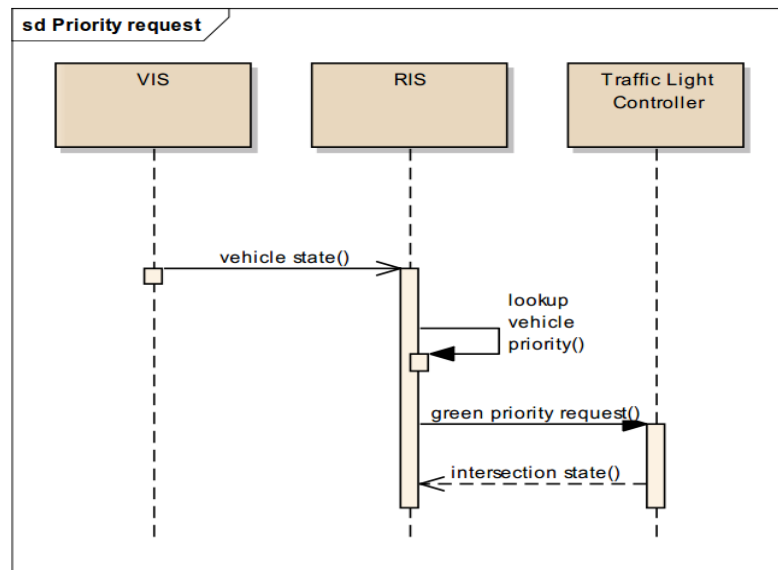 sd Priority request
VIS
RIS
Traffic Light
Controller
vehicle state()
lookup
vehicle
priority()
green priority request()
intersection state()